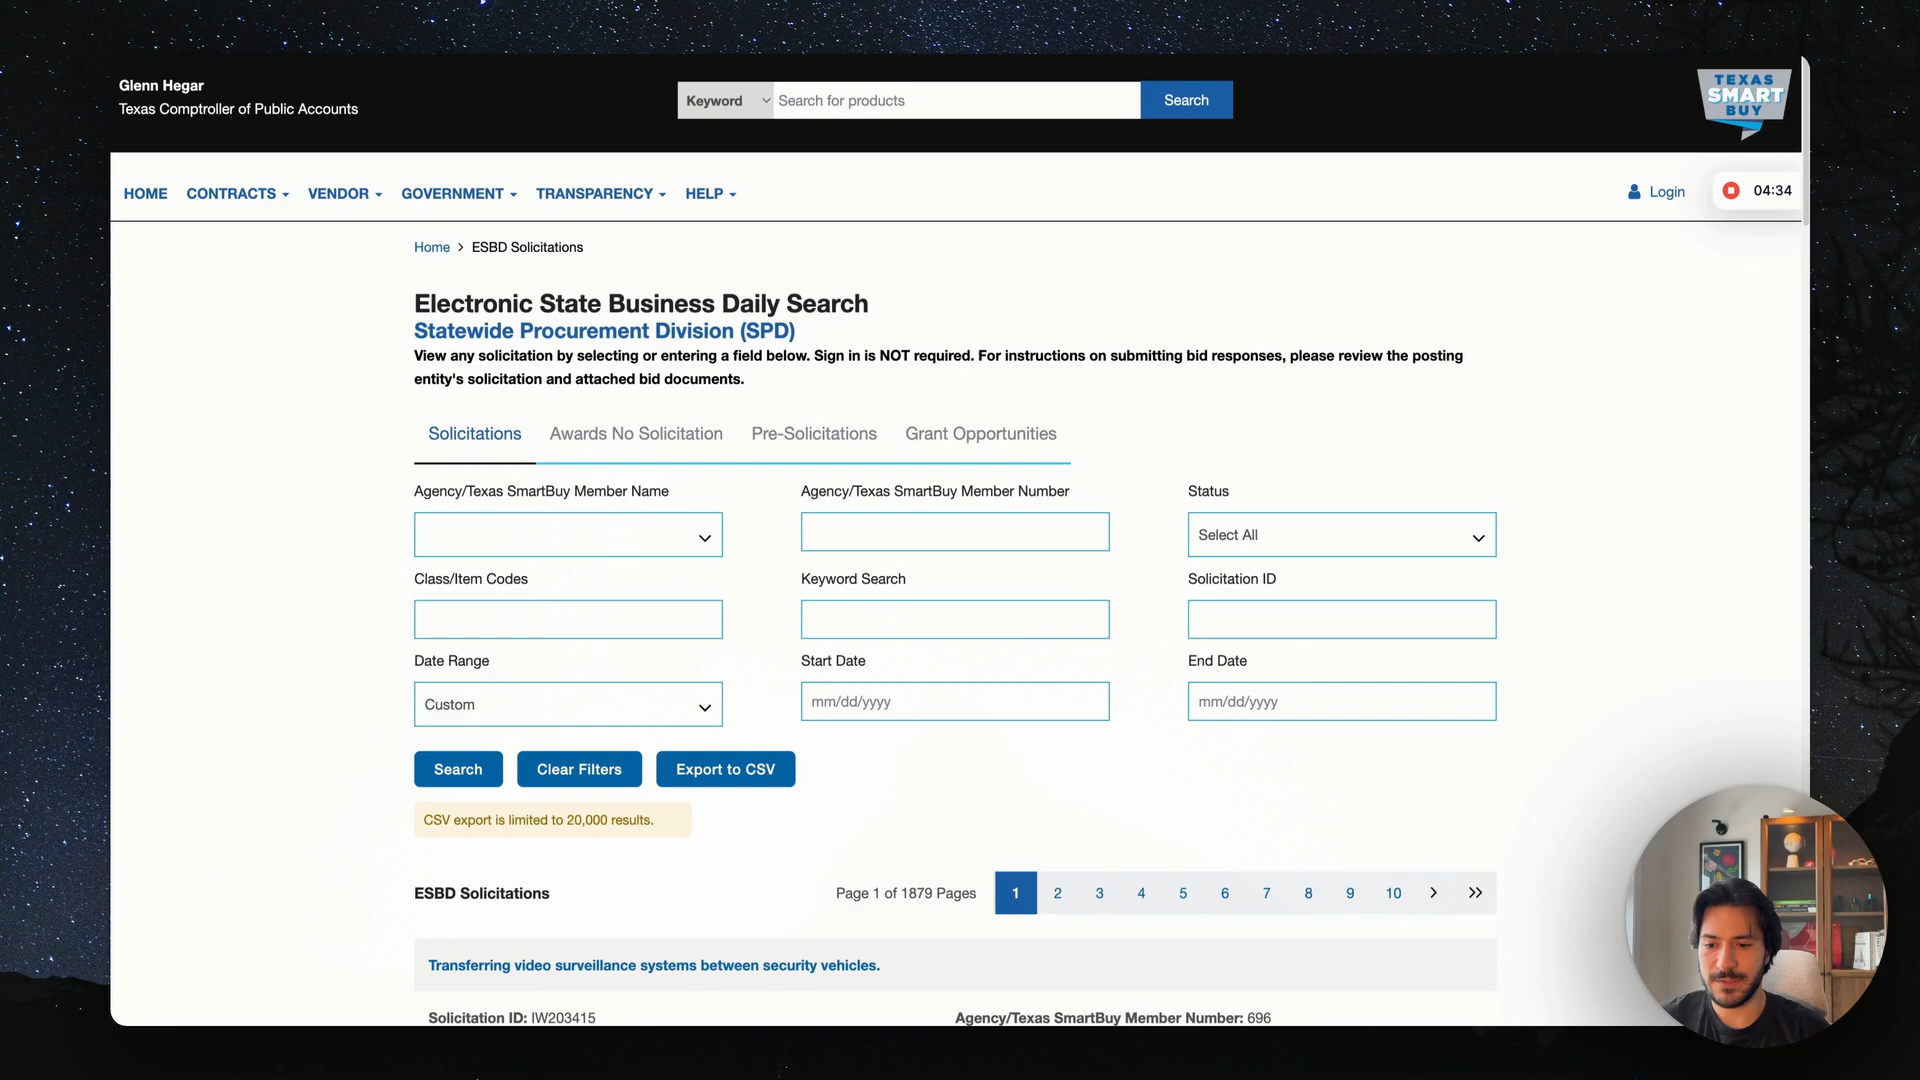 Glenn Hegar
Texas Comptroller of Public Accounts
Keyword
Search for products
Search
TEXAS
SMART
BUY
HOME
CONTRACTS
VENDOR
GOVERNMENT
TRANSPARENCY
HELP
Login
04:34
Home > ESBD Solicitations
Electronic State Business Daily Search
Statewide Procurement Division (SPD)
View any solicitation by selecting or entering a field below. Sign in is NOT required. For instructions on submitting bid responses, please review the posting
entity's solicitation and attached bid documents.
Solicitations
Awards No Solicitation
Pre-Solicitations
Grant Opportunities
Agency/Texas SmartBuy Member Name
Agency/Texas SmartBuy Member Number
Status
Select All
Class/Item Codes
Keyword Search
Solicitation ID
Date Range
Start Date
End Date
Custom
mm/dd/yyyy
mm/dd/yyyy
Search
Clear Filters
Export to CSV
CSV export is limited to 20,000 results.
ESBD Solicitations
Page 1 of 1879 Pages
1 2 3 4 5 6 7 8 9 10 > >>
Transferring video surveillance systems between security vehicles.
Solicitation ID: IW203415
Agency/Texas SmartBuy Member Number: 696